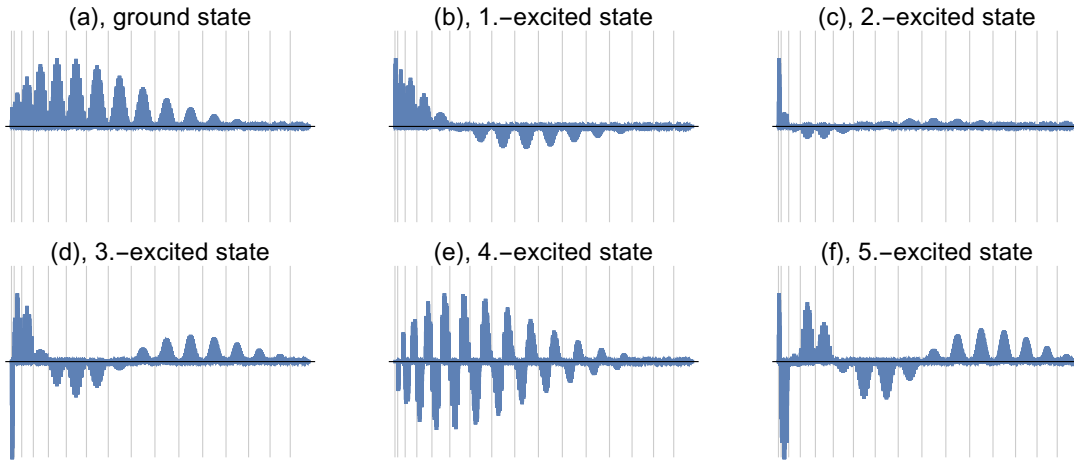 (a), ground state
(b), 1.−excited state
(c), 2.−excited state
(d), 3.−excited state
(e), 4.−excited state
(f), 5.−excited state